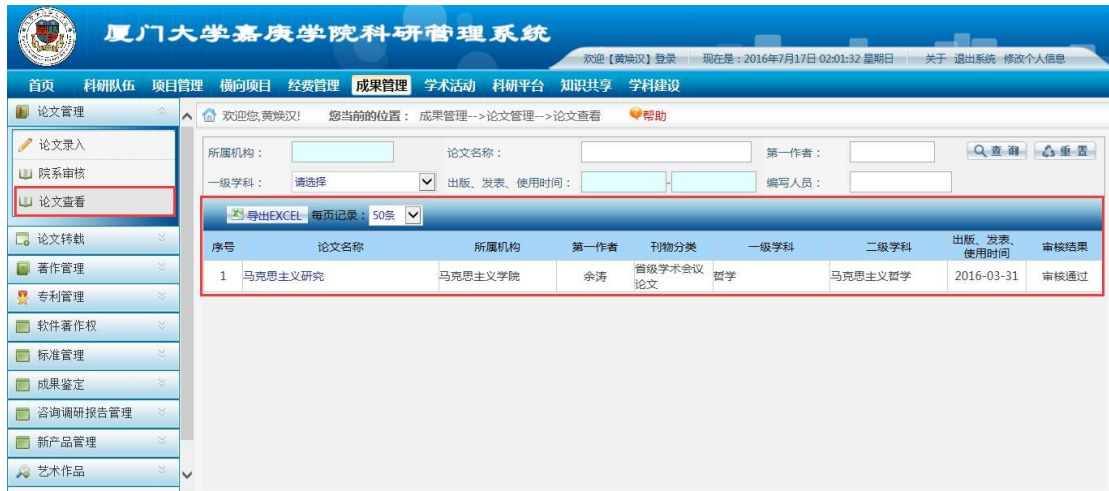 厦门大学嘉庚学院科研管理系统
欢迎【黄焕汉】登录 现在是：2016年7月17日 02:01:32 星期日 关于 退出系统 修改个人信息
首页 科研队伍 项目管理 横向项目 经费管理 成果管理 学术活动 科研平台 知识共享 学科建设
论文管理
欢迎您,黄焕汉! 您当前的位置： 成果管理-->论文管理-->论文查看 帮助
论文录入
院系审核
论文查看
论文转载
著作管理
专利管理
软件著作权
标准管理
成果鉴定
咨询调研报告管理
新产品管理
艺术作品
所属机构： 论文名称： 第一作者： 查询 重置
一级学科： 请选择 出版、发表、使用时间： - 编写人员：
导出EXCEL 每页记录：50条
序号 论文名称 所属机构 第一作者 刊物分类 一级学科 二级学科 出版、发表、使用时间 审核结果
1 马克思主义研究 马克思主义学院 余涛 省级学术会议论文 哲学 马克思主义哲学 2016-03-31 审核通过